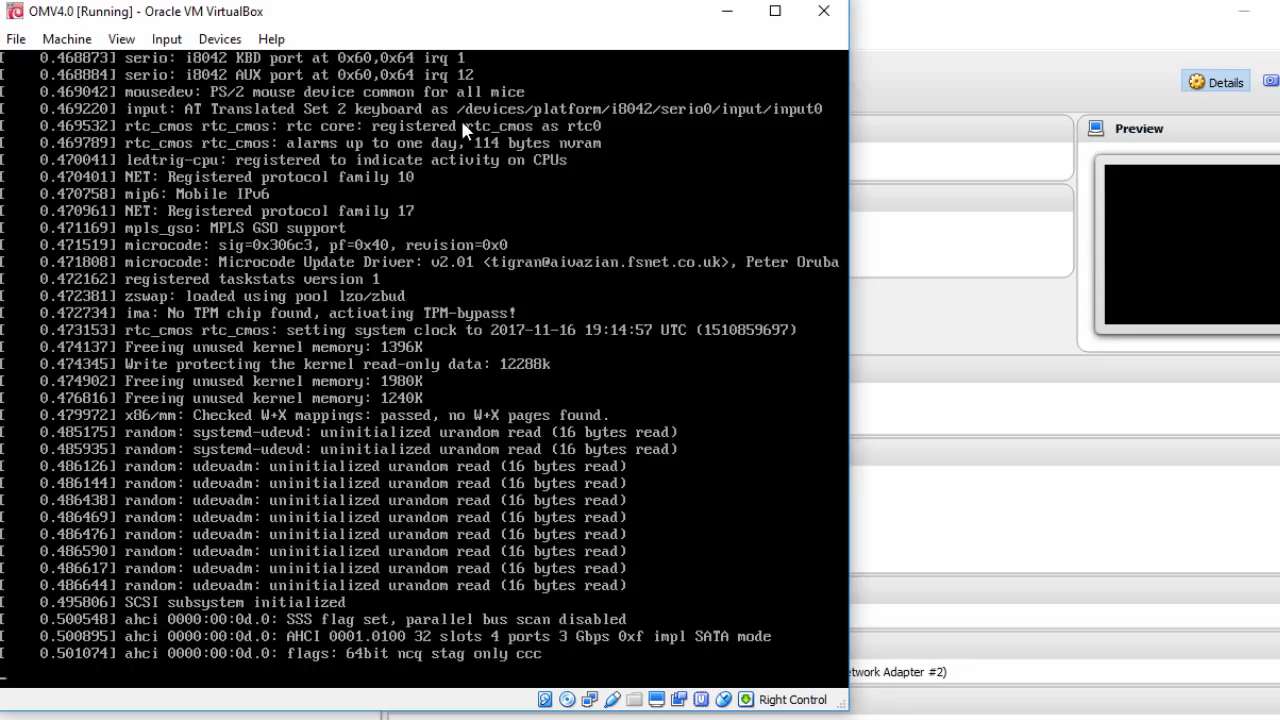 OMV4.0 [Running] - Oracle VM VirtualBox
File Machine View Input Devices Help
[ 0.468873] serio: i8042 KBD port at 0x60,0x64 irq 1
[ 0.468884] serio: i8042 AUX port at 0x60,0x64 irq 12
[ 0.469042] mousedev: PS/2 mouse device common for all mice
[ 0.469220] input: AT Translated Set 2 keyboard as /devices/platform/i8042/serio0/input/input0
[ 0.469532] rtc_cmos rtc_cmos: rtc core: registered rtc_cmos as rtc0
[ 0.469789] rtc_cmos rtc_cmos: alarms up to one day, 114 bytes nvram
[ 0.470041] ledtrig-cpu: registered to indicate activity on CPUs
[ 0.470401] NET: Registered protocol family 10
[ 0.470758] mip6: Mobile IPv6
[ 0.470961] NET: Registered protocol family 17
[ 0.471169] mpls_gso: MPLS GSO support
[ 0.471519] microcode: sig=0x306c3, pf=0x40, revision=0x0
[ 0.471808] microcode: Microcode Update Driver: v2.01 <tigran@aivazian.fsnet.co.uk>, Peter Oruba
[ 0.472162] registered taskstats version 1
[ 0.472381] zswap: loaded using pool lzo/zbud
[ 0.472734] ima: No TPM chip found, activating TPM-bypass!
[ 0.473153] rtc_cmos rtc_cmos: setting system clock to 2017-11-16 19:14:57 UTC (1510859697)
[ 0.474137] Freeing unused kernel memory: 1396K
[ 0.474345] Write protecting the kernel read-only data: 12288k
[ 0.474902] Freeing unused kernel memory: 1980K
[ 0.476816] Freeing unused kernel memory: 1240K
[ 0.479972] x86/mm: Checked W+X mappings: passed, no W+X pages found.
[ 0.485175] random: systemd-udevd: uninitialized urandom read (16 bytes read)
[ 0.485935] random: systemd-udevd: uninitialized urandom read (16 bytes read)
[ 0.486126] random: udevadm: uninitialized urandom read (16 bytes read)
[ 0.486144] random: udevadm: uninitialized urandom read (16 bytes read)
[ 0.486438] random: udevadm: uninitialized urandom read (16 bytes read)
[ 0.486469] random: udevadm: uninitialized urandom read (16 bytes read)
[ 0.486476] random: udevadm: uninitialized urandom read (16 bytes read)
[ 0.486590] random: udevadm: uninitialized urandom read (16 bytes read)
[ 0.486617] random: udevadm: uninitialized urandom read (16 bytes read)
[ 0.486644] random: udevadm: uninitialized urandom read (16 bytes read)
[ 0.495806] SCSI subsystem initialized
[ 0.500548] ahci 0000:00:0d.0: SSS flag set, parallel bus scan disabled
[ 0.500895] ahci 0000:00:0d.0: AHCI 0001.0100 32 slots 4 ports 3 Gbps 0xf impl SATA mode
[ 0.501074] ahci 0000:00:0d.0: flags: 64bit ncq stag only ccc
Right Control
Details
Preview
etwork Adapter #2)